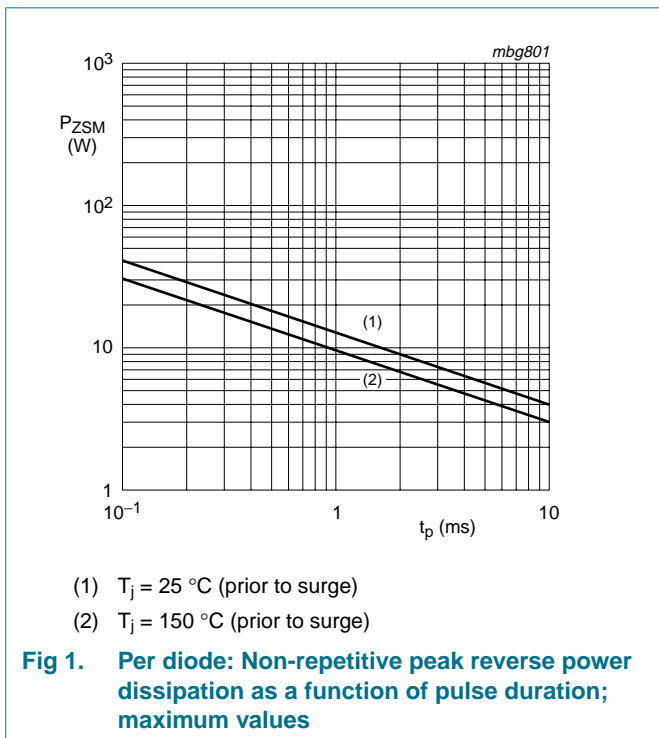 mbg801
10³
P_ZSM
(W)
10²
(1)
10
(2)
1
10⁻¹
1
10
t_p (ms)
(1) T_j = 25 °C (prior to surge)
(2) T_j = 150 °C (prior to surge)
Fig 1. Per diode: Non-repetitive peak reverse power
dissipation as a function of pulse duration;
maximum values